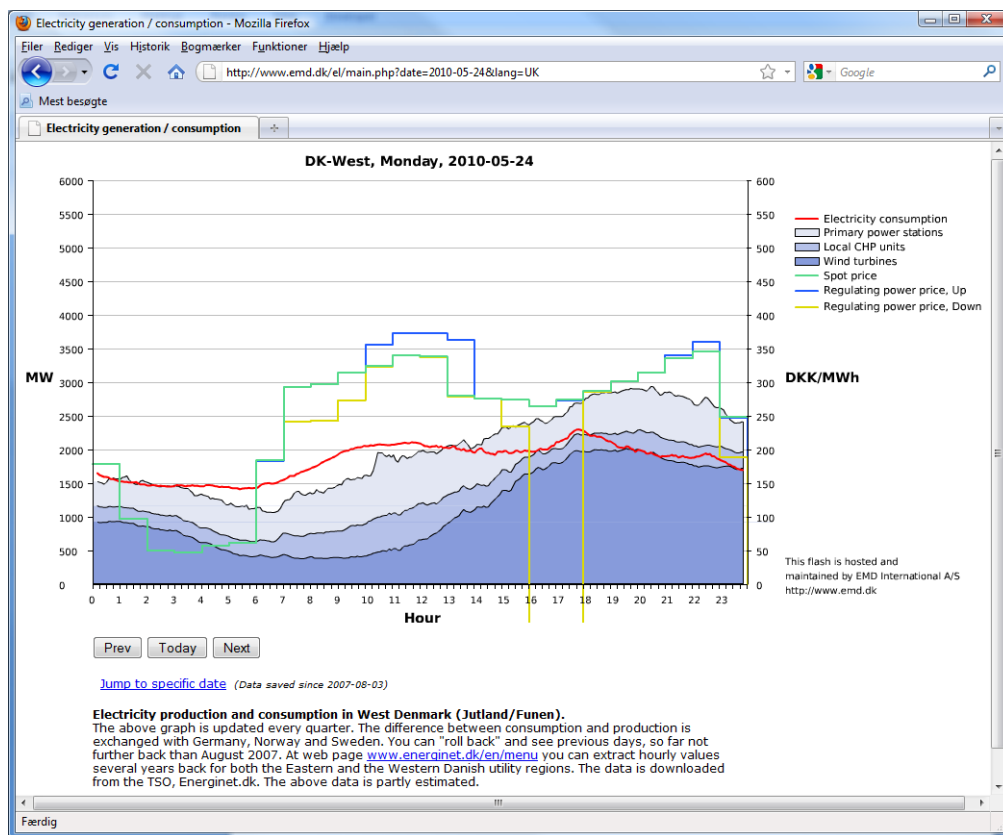 Electricity generation / consumption - Mozilla Firefox
Filer Rediger Vis Historik Bogmærker Funktioner Hjælp
http://www.emd.dk/el/main.php?date=2010-05-24&lang=UK
Google
Mest besøgte
Electricity generation / consumption
DK-West, Monday, 2010-05-24
6000 600
5500 550
5000 500
4500 450
4000 400
3500 350
3000 300
2500 250
2000 200
1500 150
1000 100
500 50
0 0
MW
DKK/MWh
Electricity consumption
Primary power stations
Local CHP units
Wind turbines
Spot price
Regulating power price, Up
Regulating power price, Down
0 1 2 3 4 5 6 7 8 9 10 11 12 13 14 15 16 17 18 19 20 21 22 23
Hour
This flash is hosted and
maintained by EMD International A/S
http://www.emd.dk
Prev Today Next
Jump to specific date (Data saved since 2007-08-03)
Electricity production and consumption in West Denmark (Jutland/Funen).
The above graph is updated every quarter. The difference between consumption and production is
exchanged with Germany, Norway and Sweden. You can "roll back" and see previous days, so far not
further back than August 2007. At web page www.energinet.dk/en/menu you can extract hourly values
several years back for both the Eastern and the Western Danish utility regions. The data is downloaded
from the TSO, Energinet.dk. The above data is partly estimated.
Færdig